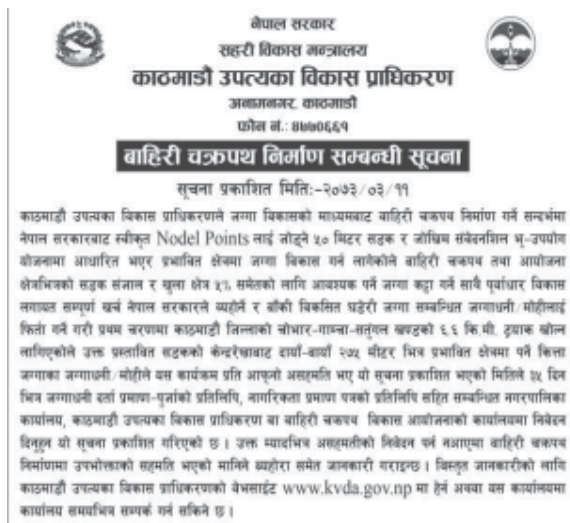 नेपाल सरकार
सहरी विकास मन्त्रालय
काठमाडौं उपत्यका विकास प्राधिकरण
अनामनगर, काठमाडौं
फोन नं.: ४७७०६६१
बाहिरी चक्रपथ निर्माण सम्बन्धी सूचना
सूचना प्रकाशित मिति:-२०७३/०३/११
काठमाडौं उपत्यका विकास प्राधिकरणले जग्गा विकासको माध्यमबाट बाहिरी चक्रपथ निर्माण गर्ने सन्दर्भमा
नेपाल सरकारबाट स्वीकृत Nodel Points लाई जोड्ने ५० मिटर सडक र जोखिम संवेदनशिल भू-उपयोग
योजनामा आधारित भएर प्रभावित क्षेत्रमा जग्गा विकास गर्न लागेकोले बाहिरी चक्रपथ तथा आयोजना
क्षेत्रभित्रको सडक संजाल र खुला क्षेत्र ५% समेतको लागि आवश्यक पर्ने जग्गा कट्टा गर्ने साथै पूर्वाधार विकास
लगायत सम्पूर्ण खर्च नेपाल सरकारले व्यहोर्ने र बाँकी विकसित घडेरी जग्गा सम्बन्धित जग्गाधनी/मोहीलाई
फिर्ता गर्ने गरी प्रथम चरणमा काठमाडौं जिल्लाको चोभार-गाम्चा-सतुंगल खण्डको ६.६ कि.मी. ट्रयाक खोल्न
लागिएकोले उक्त प्रस्तावित सडकको केन्द्ररेखाबाट दायाँ-बायाँ २७५ मीटर भित्र प्रभावित क्षेत्रमा पर्ने कित्ता
जग्गाका जग्गाधनी/मोहीले यस कार्यक्रम प्रति आफ्नो असहमति भए यो सूचना प्रकाशित भएको मितिले ३५ दिन
भित्र जग्गाधनी दर्ता प्रमाण-पूर्जाको प्रतिलिपि, नागरिकता प्रमाण पत्रको प्रतिलिपि सहित सम्बन्धित नगरपालिका
कार्यालय, काठमाडौं उपत्यका विकास प्राधिकरण वा बाहिरी चक्रपथ विकास आयोजनाको कार्यालयमा निवेदन
दिनुहुन यो सूचना प्रकाशित गरिएको छ । उक्त म्यादभित्र असहमतीको निवेदन पर्न नआएमा बाहिरी चक्रपथ
निर्माणमा उपभोक्ताको सहमति भएको मानिने ब्यहोरा समेत जानकारी गराइन्छ । विस्तृत जानकारीको लागि
काठमाडौं उपत्यका विकास प्राधिकरणको वेभसाईट www.kvda.gov.np मा हेर्न अथवा यस कार्यालयमा
कार्यालय समयभित्र सम्पर्क गर्न सकिने छ ।